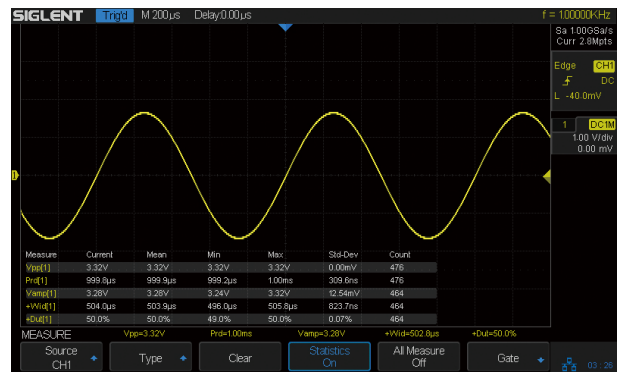 SIGLENT Trig'd M 200µs Delay:0.00µs f = 1.00000KHz
Sa 1.00GSa/s
Curr 2.8Mpts
Edge CH1
DC
L -40.0mV
1 DC1M
1.00 V/div
0.00 mV
1
Measure Current Mean Min Max Std-Dev Count
Vpp[1] 3.32V 3.32V 3.32V 3.32V 0.00mV 476
Prd[1] 999.8µs 999.9µs 999.2µs 1.00ms 309.6ns 476
Vamp[1] 3.28V 3.28V 3.24V 3.32V 12.54mV 464
+Wid[1] 504.0µs 503.9µs 496.0µs 505.8µs 823.7ns 464
+Dut[1] 50.0% 50.0% 49.0% 50.0% 0.07% 464
MEASURE Vpp=3.32V Prd=1.00ms Vamp=3.28V +Wid=502.8µs +Dut=50.0%
Source
CH1
Type
Clear
Statistics
On
All Measure
Off
Gate
03:26